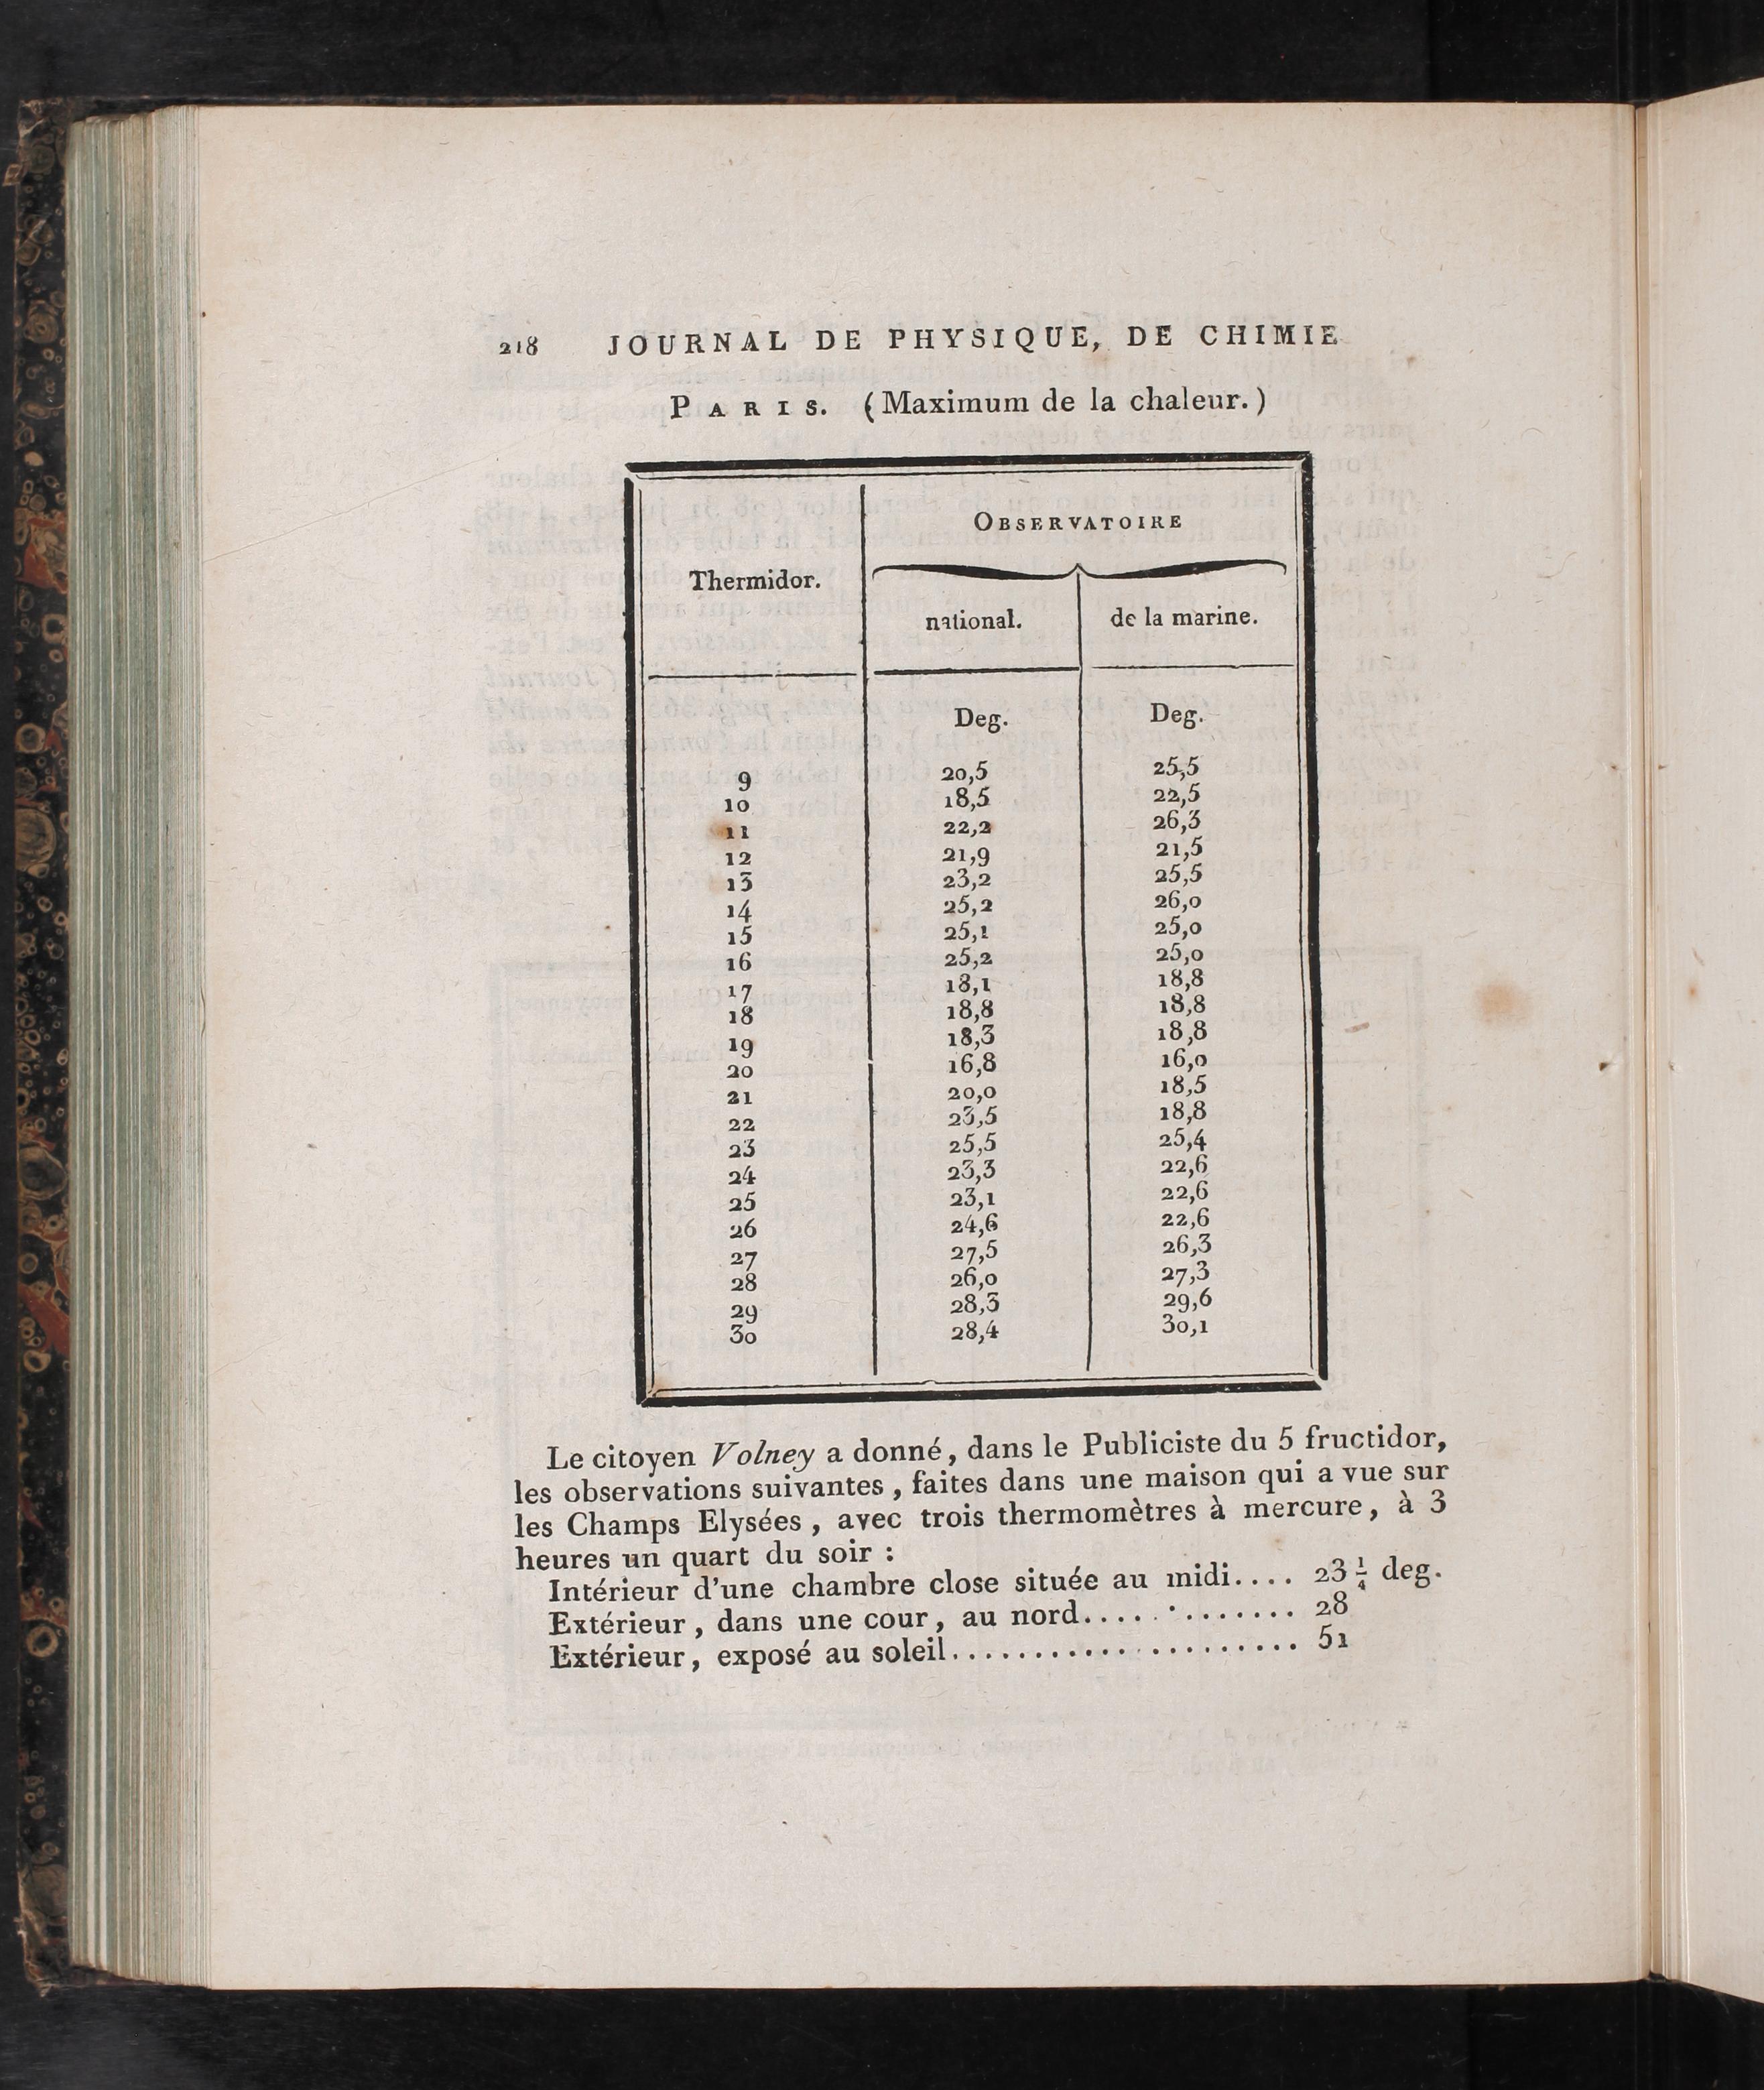 218 JOURNAL DE PHYSIQUE, DE CHIMIE
PARIS. (Maximum de la chaleur.)
OBSERVATOIRE
Thermidor.
national. de la marine.
Deg. Deg.
9 20,5 25,5
10 18,5 22,5
11 22,2 26,3
12 21,9 21,5
13 23,2 25,5
14 25,2 26,0
15 25,1 25,0
16 25,2 25,0
17 18,1 18,8
18 18,8 18,8
19 18,3 18,8
20 16,8 16,0
21 20,0 18,5
22 23,5 18,8
23 25,5 25,4
24 23,3 22,6
25 23,1 22,6
26 24,6 22,6
27 27,5 26,3
28 26,0 27,3
29 28,3 29,6
30 28,4 30,1
Le citoyen Volney a donné, dans le Publiciste du 5 fructidor,
les observations suivantes, faites dans une maison qui a vue sur
les Champs Elysées, avec trois thermomètres à mercure, à 3
heures un quart du soir :
Intérieur d'une chambre close située au midi.... 23 1/4 deg.
Extérieur, dans une cour, au nord............. 28
Extérieur, exposé au soleil...................... 51